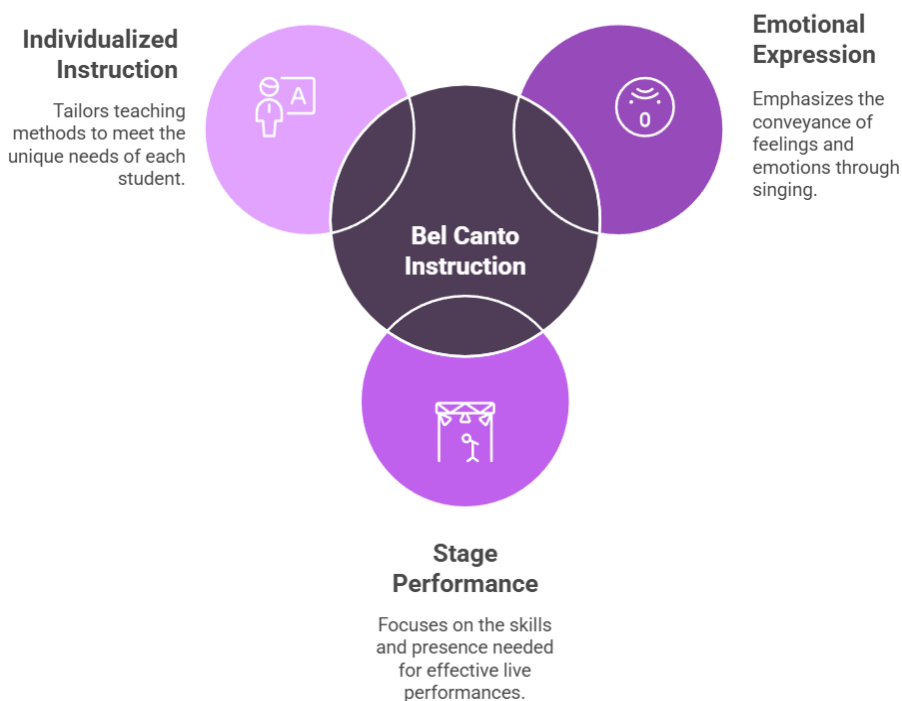 Individualized
Instruction
Tailors teaching
methods to meet the
unique needs of each
student.
A
Emotional
Expression
Emphasizes the
conveyance of
feelings and
emotions through
singing.
Bel Canto
Instruction
Stage
Performance
Focuses on the skills
and presence needed
for effective live
performances.